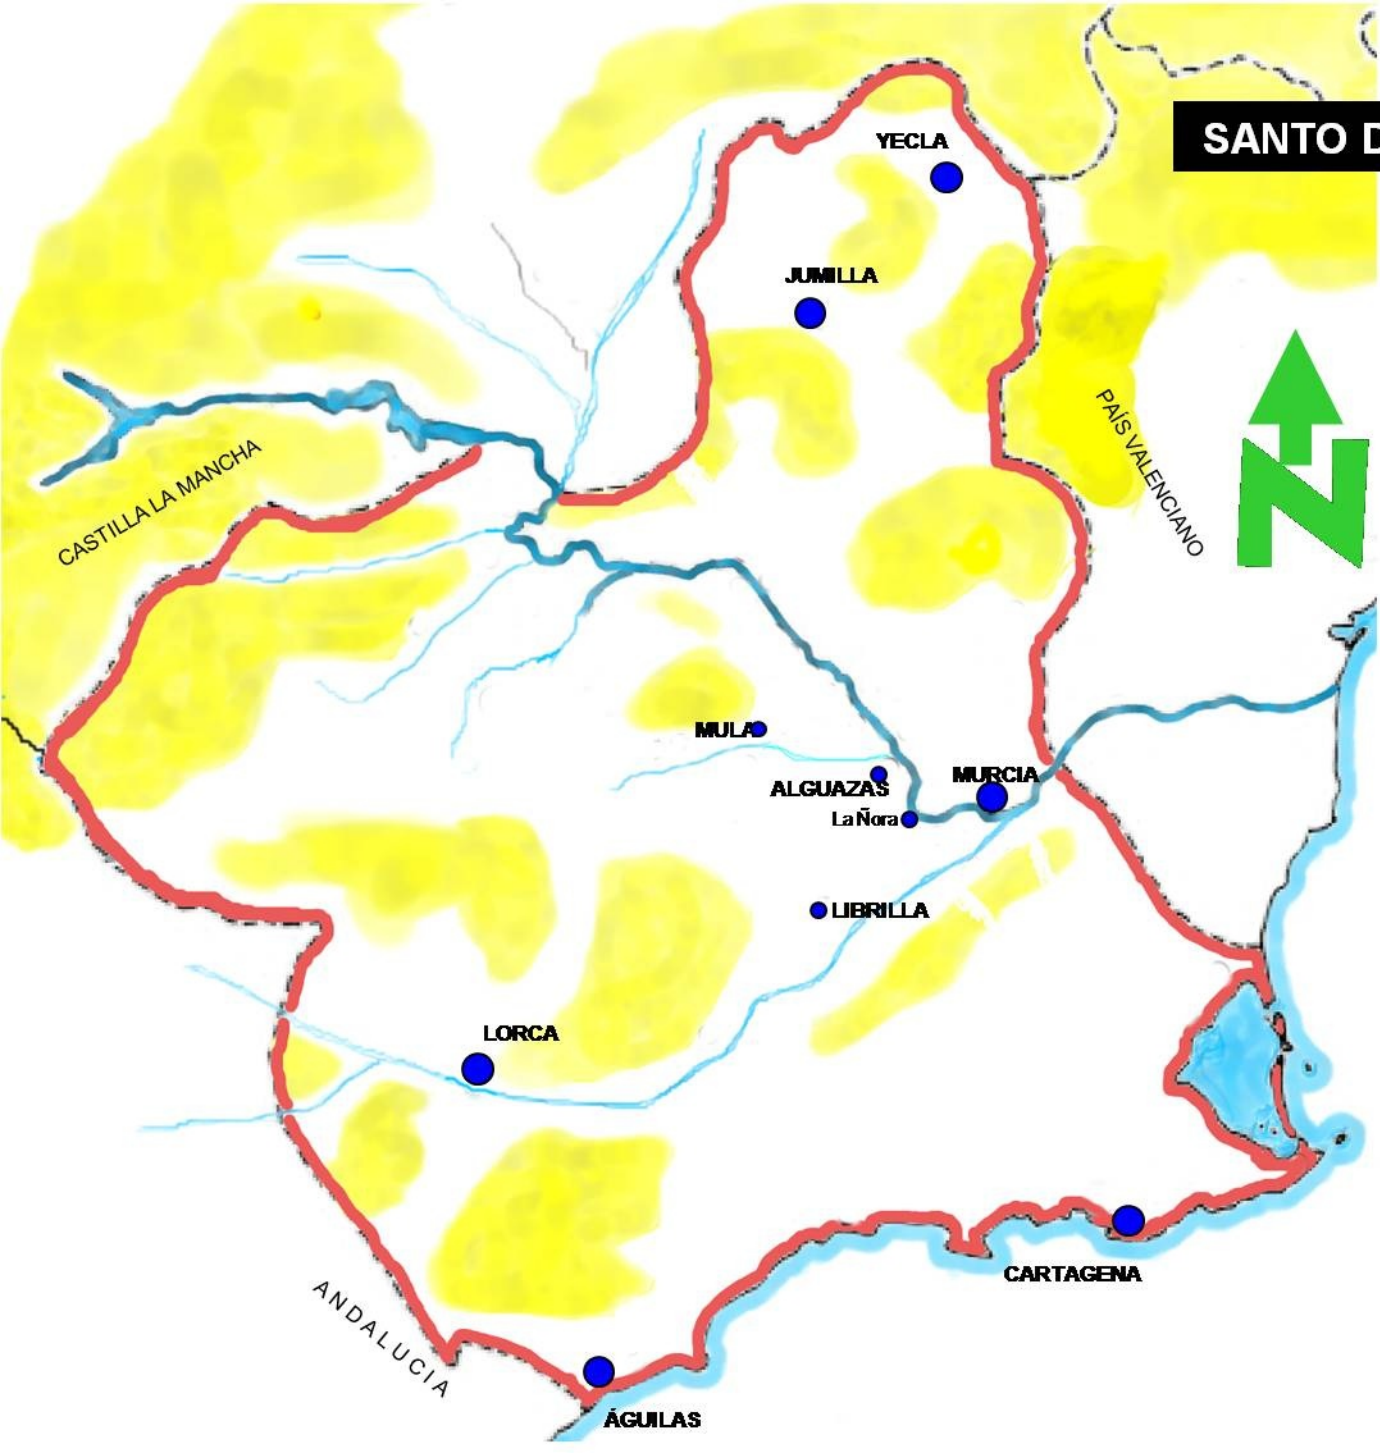 SANTO D
YECLA
JUMILLA
PAÍS VALENCIANO
CASTILLA LA MANCHA
N
MULA
ALGUAZAS
MURCIA
La Ñora
LIBRILLA
LORCA
CARTAGENA
ANDALUCIA
ÁGUILAS